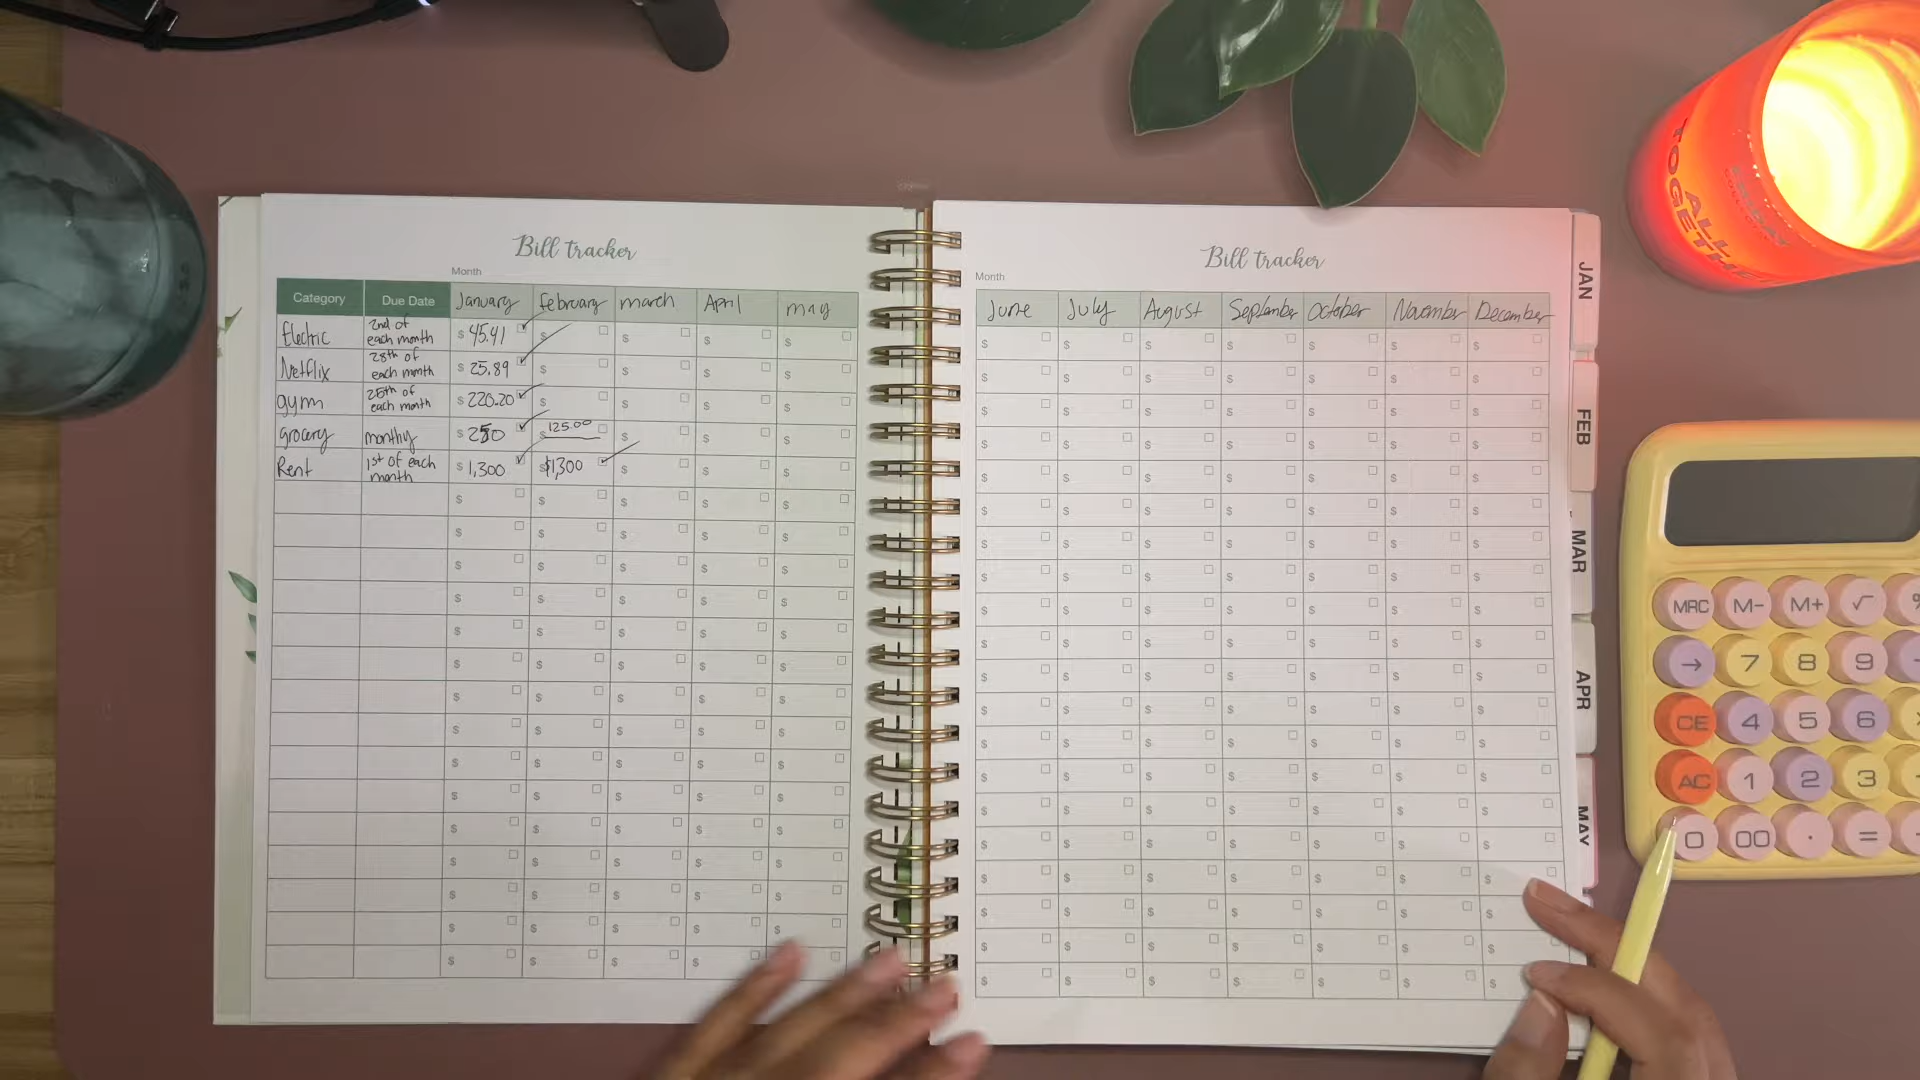 Bill tracker
Month
Category Due Date January february march April may
Electric 2nd of each month $ 45.41 $ $ $ $
Netflix 28th of each month $ 25.89 $ $ $ $
gym 25th of each month $ 220.20 $ $ $ $
grocery monthly $ 250 $ 125.00 $ $ $
Rent 1st of each month $ 1,300 $ $1,300 $ $ $
Bill tracker
Month
June July August September October November December
JAN
FEB
MAR
APR
MAY
ALL
TOGETHE
MRC M- M+ √ %
→ 7 8 9
CE 4 5 6
AC 1 2 3
0 00 . =